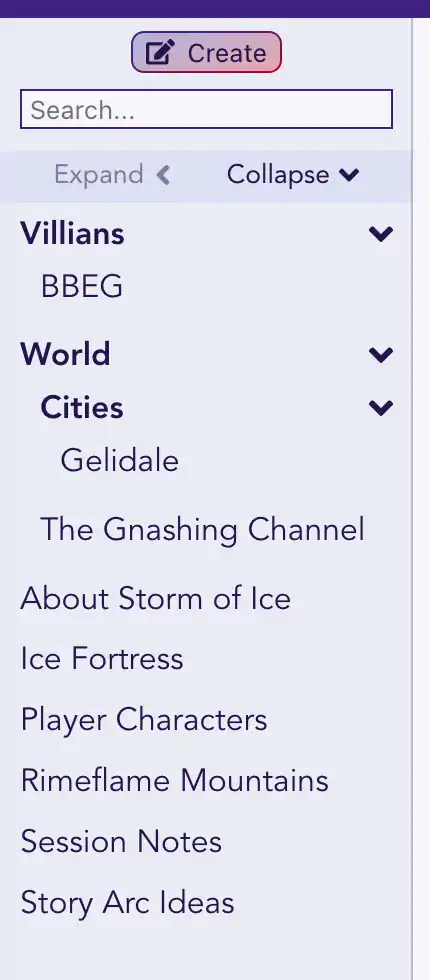 Create
Search...
Expand Collapse
Villians
BBEG
World
Cities
Gelidale
The Gnashing Channel
About Storm of Ice
Ice Fortress
Player Characters
Rimeflame Mountains
Session Notes
Story Arc Ideas